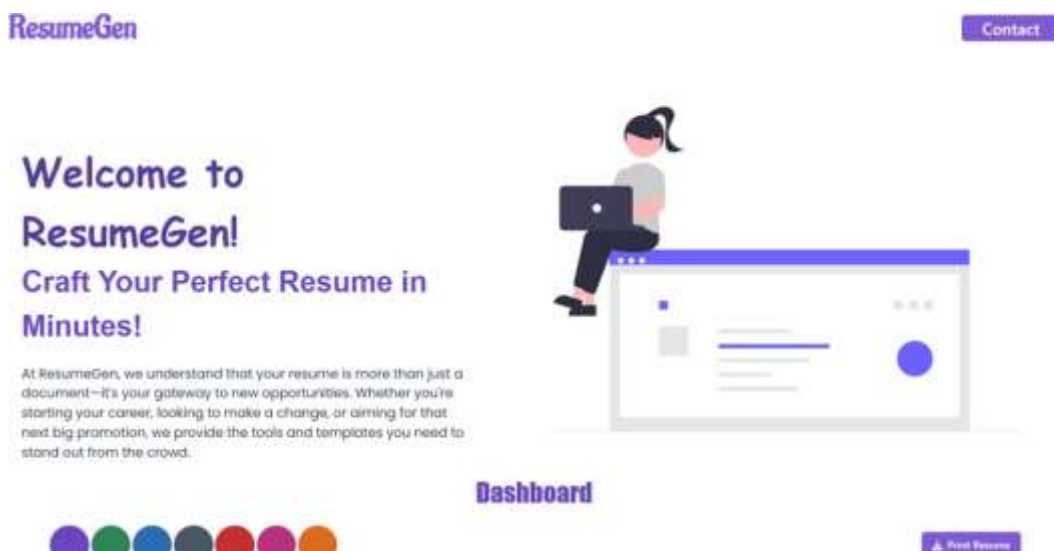 ResumeGen
Contact
Welcome to
ResumeGen!
Craft Your Perfect Resume in
Minutes!
At ResumeGen, we understand that your resume is more than just a
document—it's your gateway to new opportunities. Whether you're
starting your career, looking to make a change, or aiming for that
next big promotion, we provide the tools and templates you need to
stand out from the crowd.
Dashboard
Print Resume